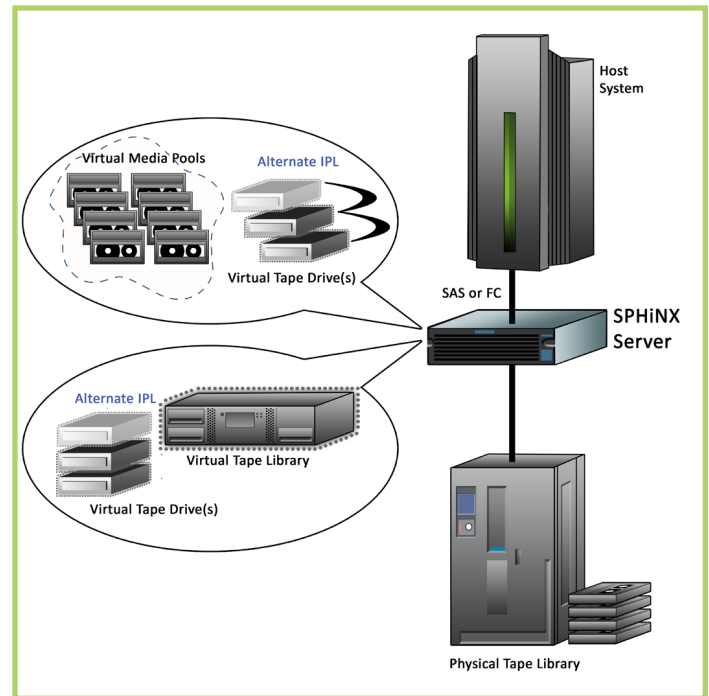 Host
System
Virtual Media Pools
Alternate IPL
Virtual Tape Drive(s)
SAS or FC
SPHiNX
Server
Alternate IPL
Virtual Tape Library
Virtual Tape Drive(s)
Physical Tape Library